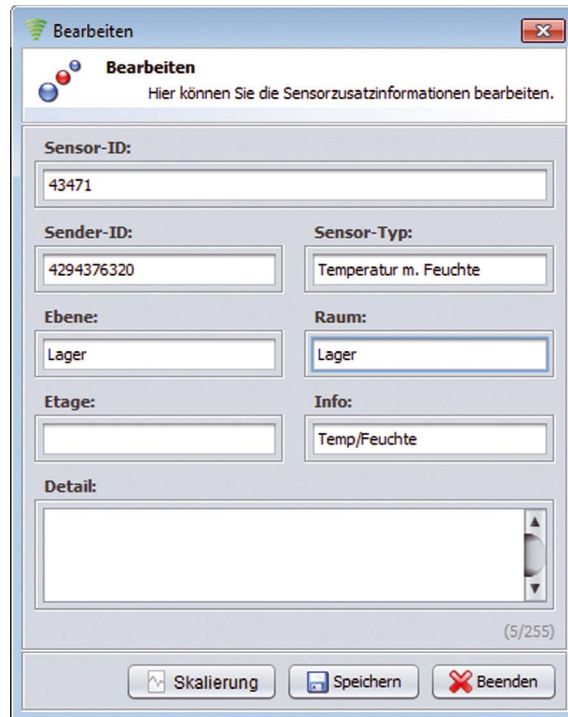 Bearbeiten
Bearbeiten
Hier können Sie die Sensorzusatzinformationen bearbeiten.
Sensor-ID:
43471
Sender-ID:
Sensor-Typ:
4294376320
Temperatur m. Feuchte
Ebene:
Raum:
Lager
Lager
Etage:
Info:
Temp/Feuchte
Detail:
(5/255)
Skalierung
Speichern
Beenden